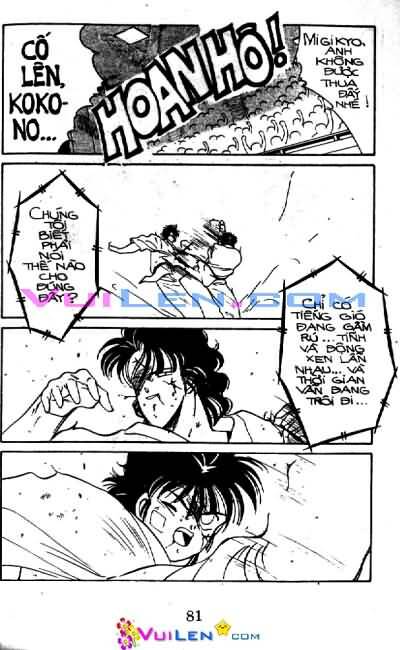 CỐ
LÊN,
KOKO-
NO...
HOAN HÔ!
MIGIKYO,
ANH
KHÔNG
ĐƯỢC
THUA
ĐẤY
NHÉ!
CHÚNG
TÔI
BIẾT
PHẢI
NÓI
THẾ NÀO
CHO
ĐÚNG
ĐÂY?
VUILEN.COM
CHỈ CÓ
TIẾNG GIÓ
ĐANG GẦM
RÚ... TĨNH
VÀ ĐỘNG
XEN LẪN
NHAU... VÀ
THỜI GIAN
VẪN ĐANG
TRÔI ĐI...
81
VUILEN.COM